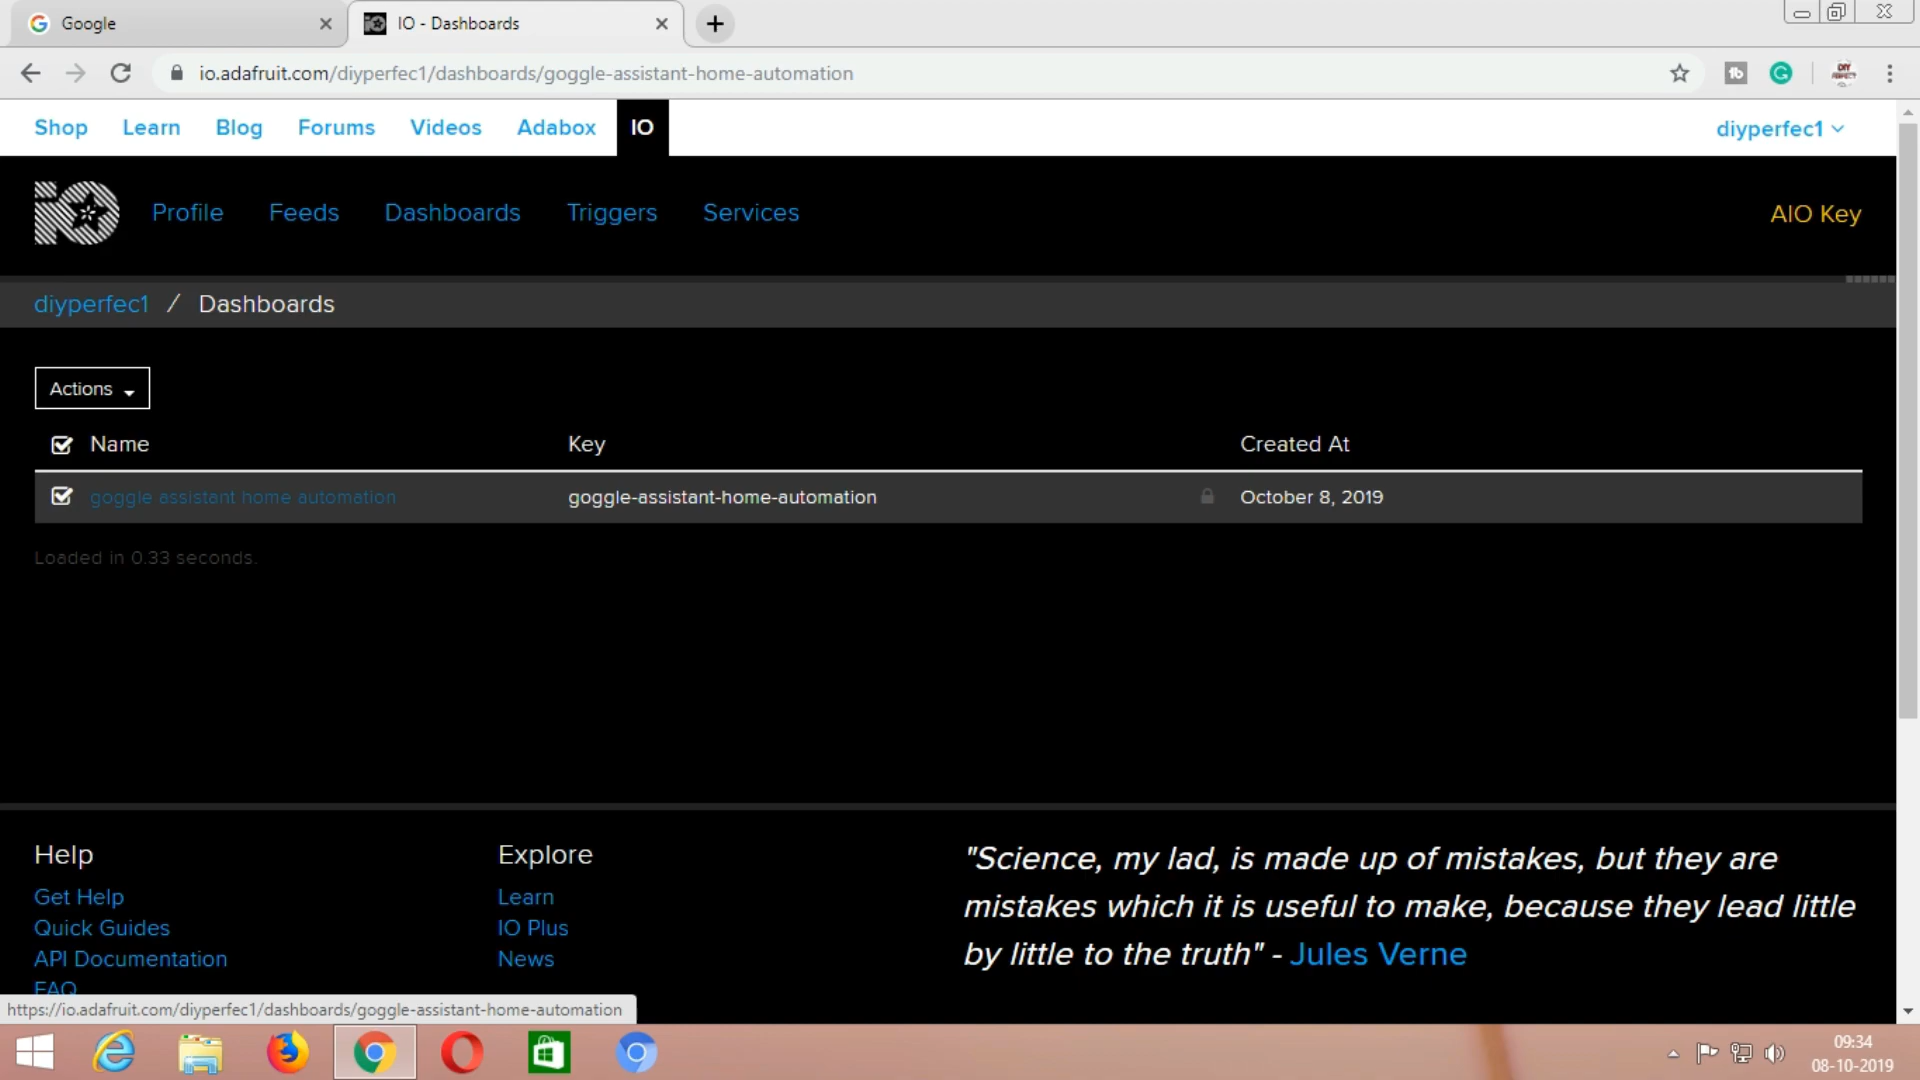 Google
IO - Dashboards
io.adafruit.com/diyperfec1/dashboards/goggle-assistant-home-automation
Shop Learn Blog Forums Videos Adabox IO diyperfec1
Profile Feeds Dashboards Triggers Services AIO Key
diyperfec1 / Dashboards
Actions
Name Key Created At
goggle assistant home automation goggle-assistant-home-automation October 8, 2019
Loaded in 0.33 seconds.
Help
Get Help
Quick Guides
API Documentation
FAQ
Explore
Learn
IO Plus
News
"Science, my lad, is made up of mistakes, but they are
mistakes which it is useful to make, because they lead little
by little to the truth" - Jules Verne
https://io.adafruit.com/diyperfec1/dashboards/goggle-assistant-home-automation
09:34
08-10-2019